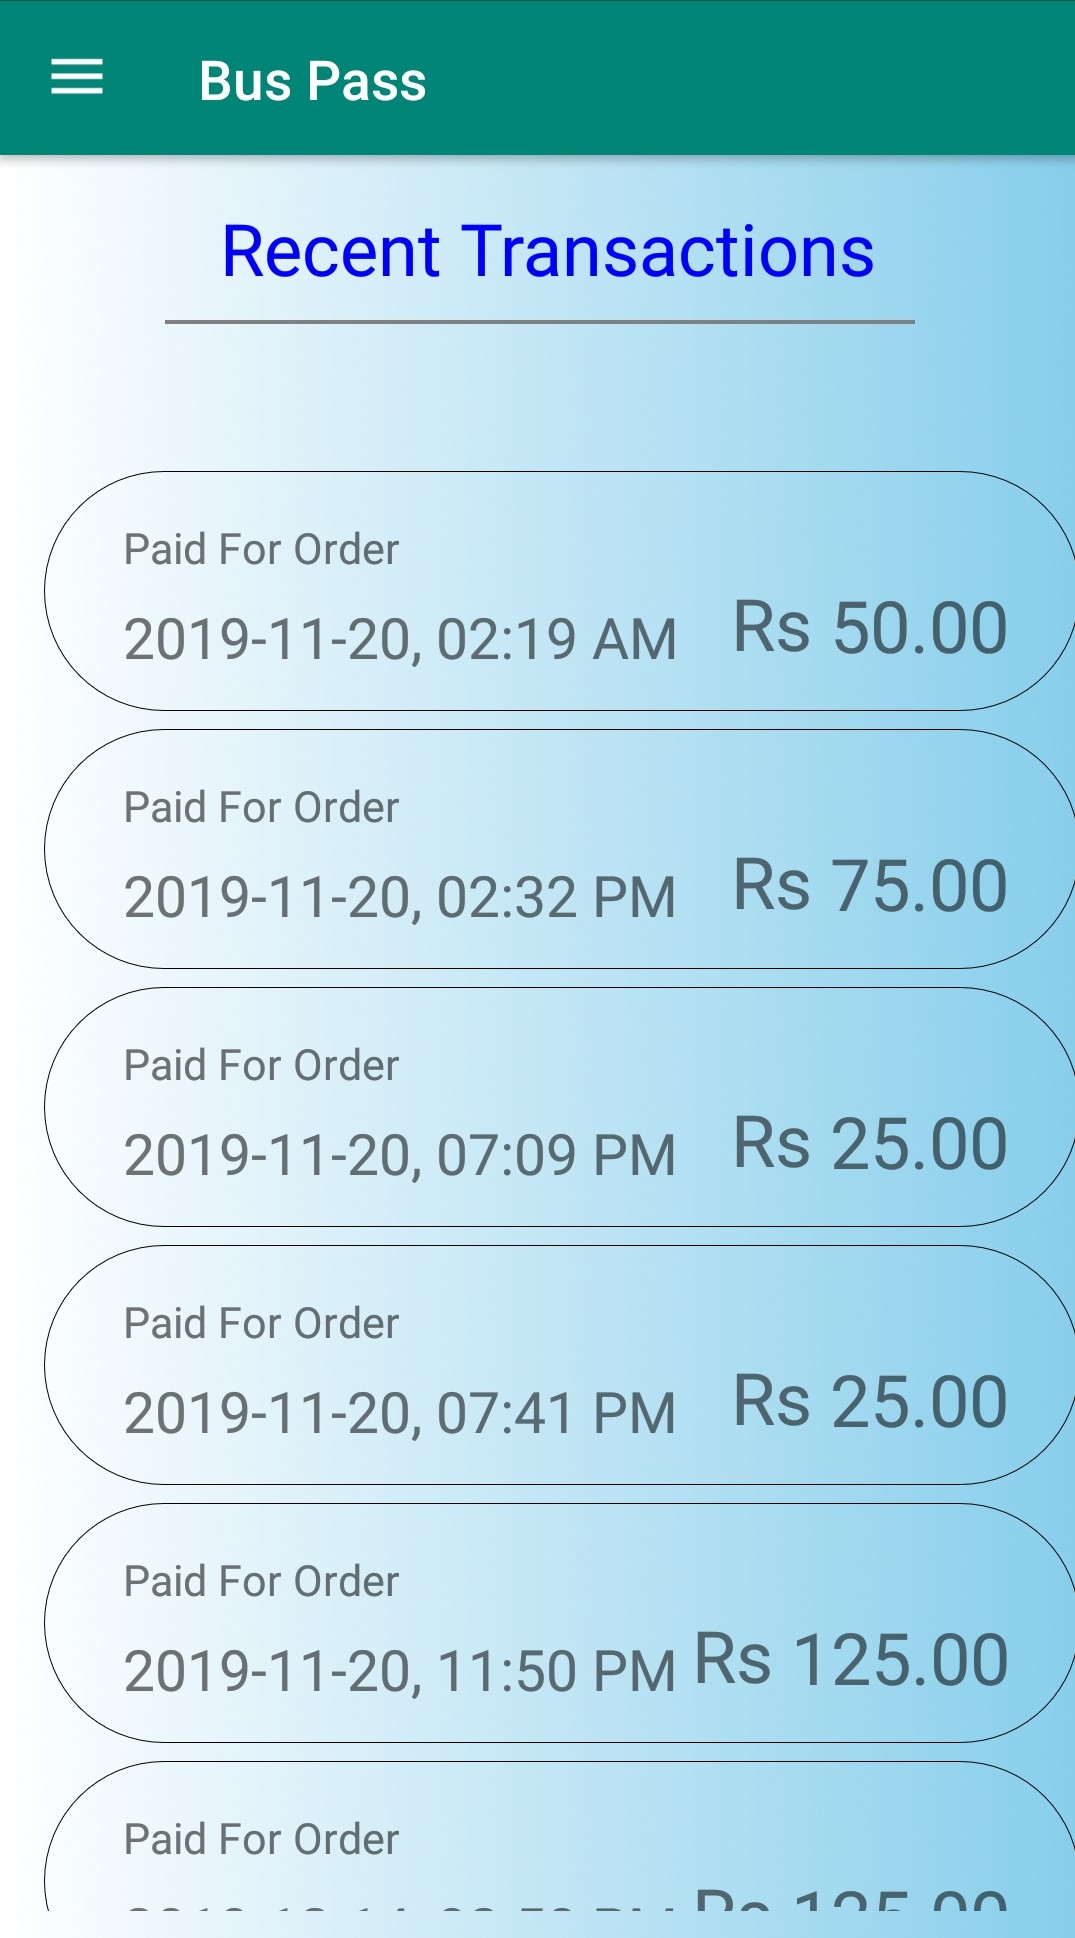 Bus Pass
Recent Transactions
Paid For Order
2019-11-20, 02:19 AM Rs 50.00
Paid For Order
2019-11-20, 02:32 PM Rs 75.00
Paid For Order
2019-11-20, 07:09 PM Rs 25.00
Paid For Order
2019-11-20, 07:41 PM Rs 25.00
Paid For Order
2019-11-20, 11:50 PM Rs 125.00
Paid For Order